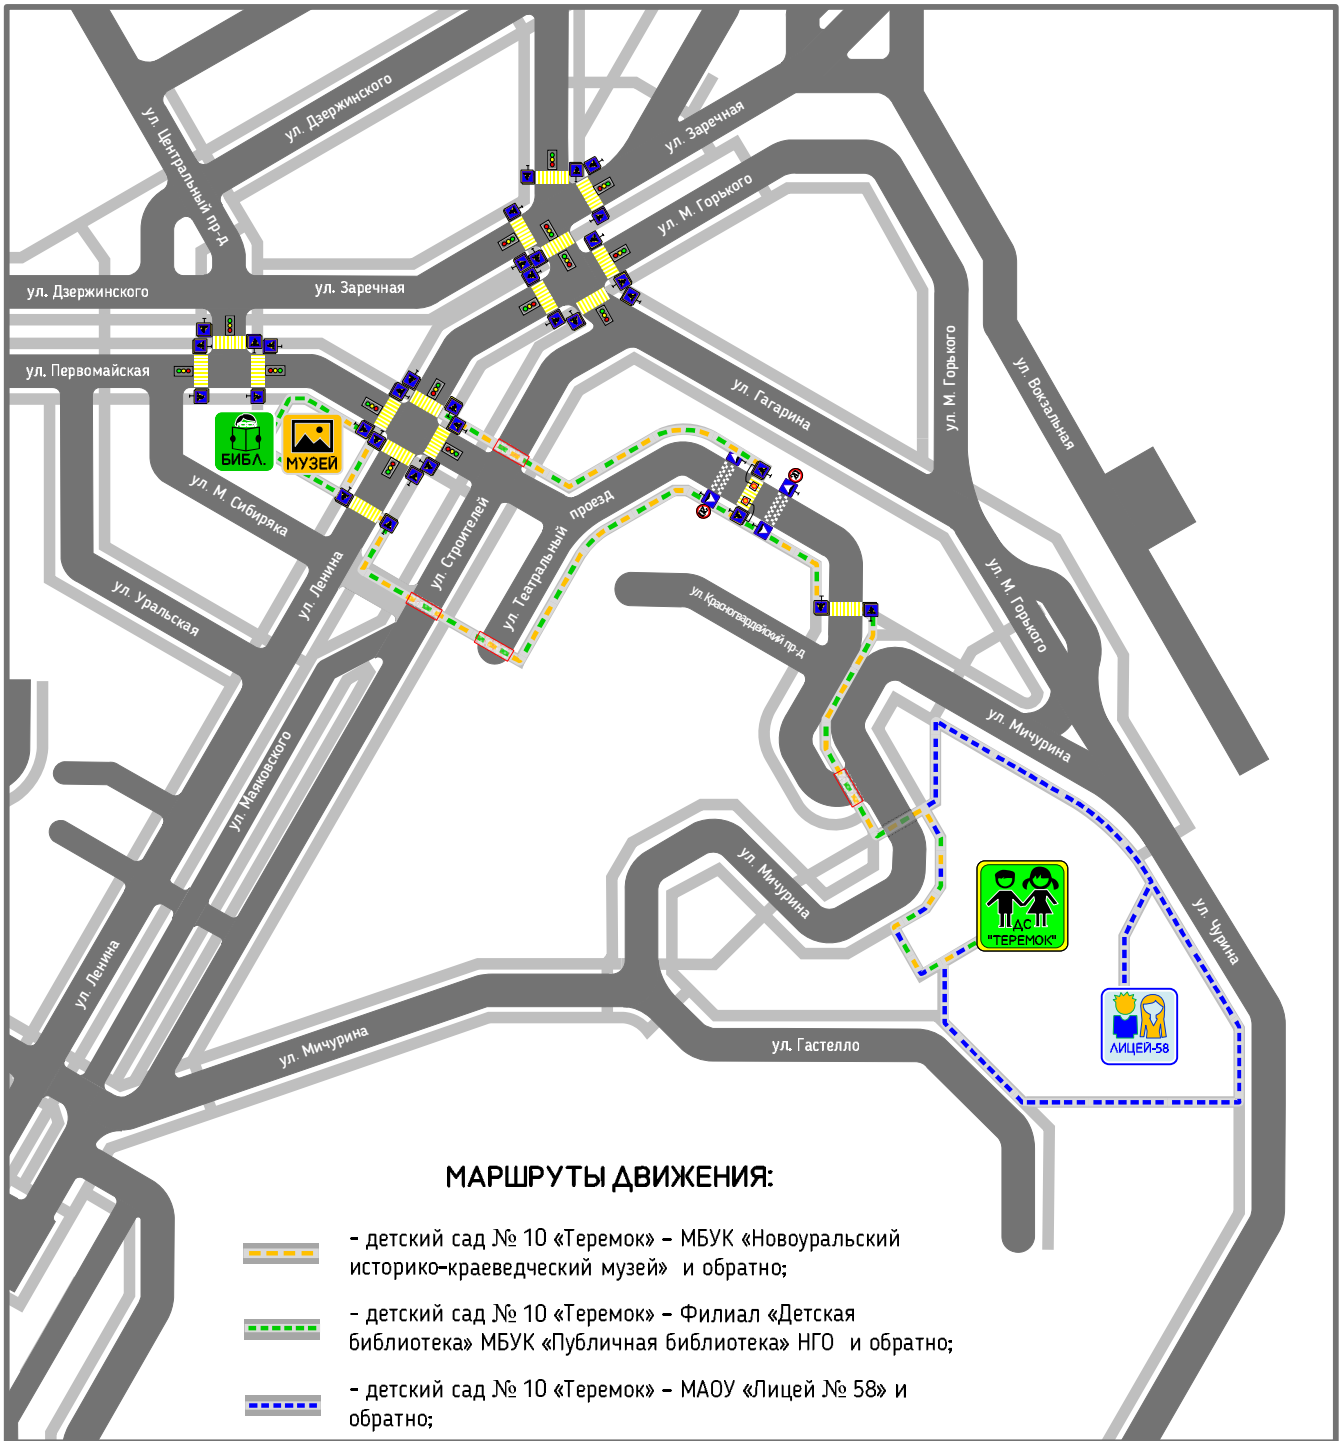 ул. Центральный пр-д
ул. Дзержинского
ул. Заречная
ул. М. Горького
ул. Дзержинского
ул. Заречная
ул. Первомайская
ул. Гагарина
ул. М. Горького
ул. Вокзальная
БИБЛ.
МУЗЕЙ
ул. М. Сибиряка
ул. Строителей
ул. Театральный проезд
ул. Ленина
ул. Уральская
ул. Красногвардейский пр-д
ул. М. Горького
ул. Мичурина
ул. Маяковского
ул. Мичурина
ДС
"ТЕРЕМОК"
ул. Чурина
ул. Ленина
ЛИЦЕЙ-58
ул. Мичурина
ул. Гастелло
МАРШРУТЫ ДВИЖЕНИЯ:
- детский сад № 10 «Теремок» – МБУК «Новоуральский
историко-краеведческий музей» и обратно;
- детский сад № 10 «Теремок» – Филиал «Детская
библиотека» МБУК «Публичная библиотека» НГО и обратно;
- детский сад № 10 «Теремок» – МАОУ «Лицей № 58» и
обратно;